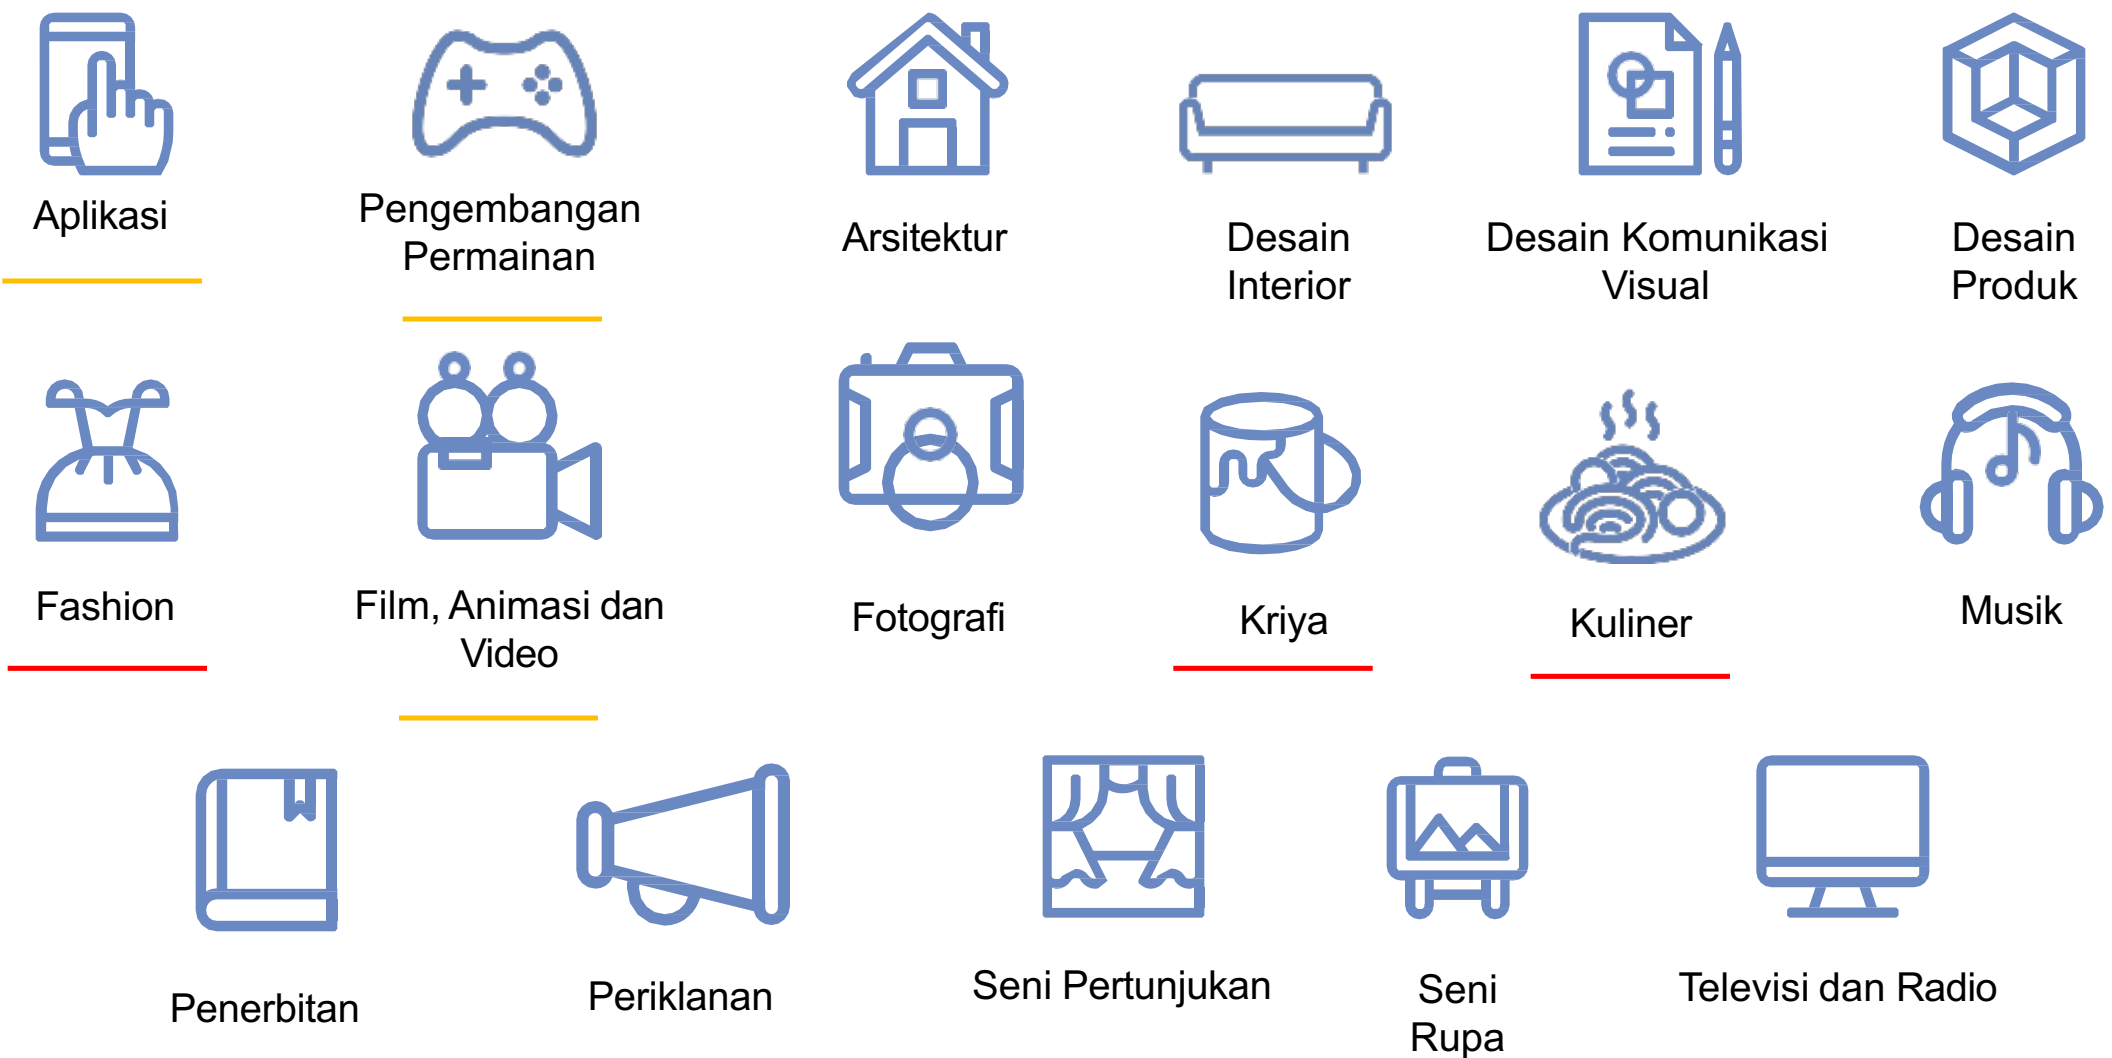 Aplikasi
Pengembangan
Permainan
Arsitektur
Desain
Interior
Desain Komunikasi
Visual
Desain
Produk
Fashion
Film, Animasi dan
Video
Fotografi
Kriya
Kuliner
Musik
Penerbitan
Periklanan
Seni Pertunjukan
Seni
Rupa
Televisi dan Radio